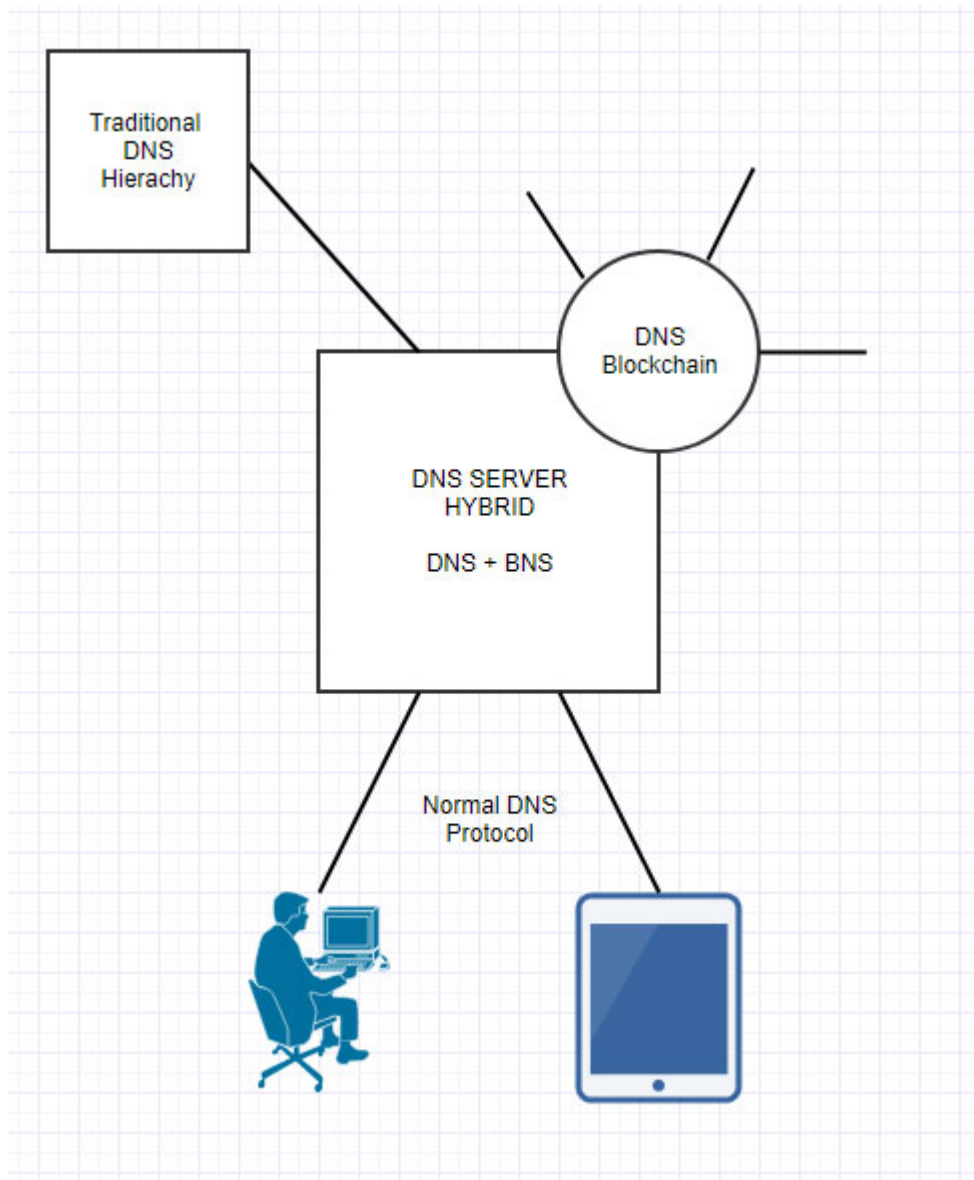 Traditional
DNS
Hierachy
DNS
Blockchain
DNS SERVER
HYBRID
DNS + BNS
Normal DNS
Protocol